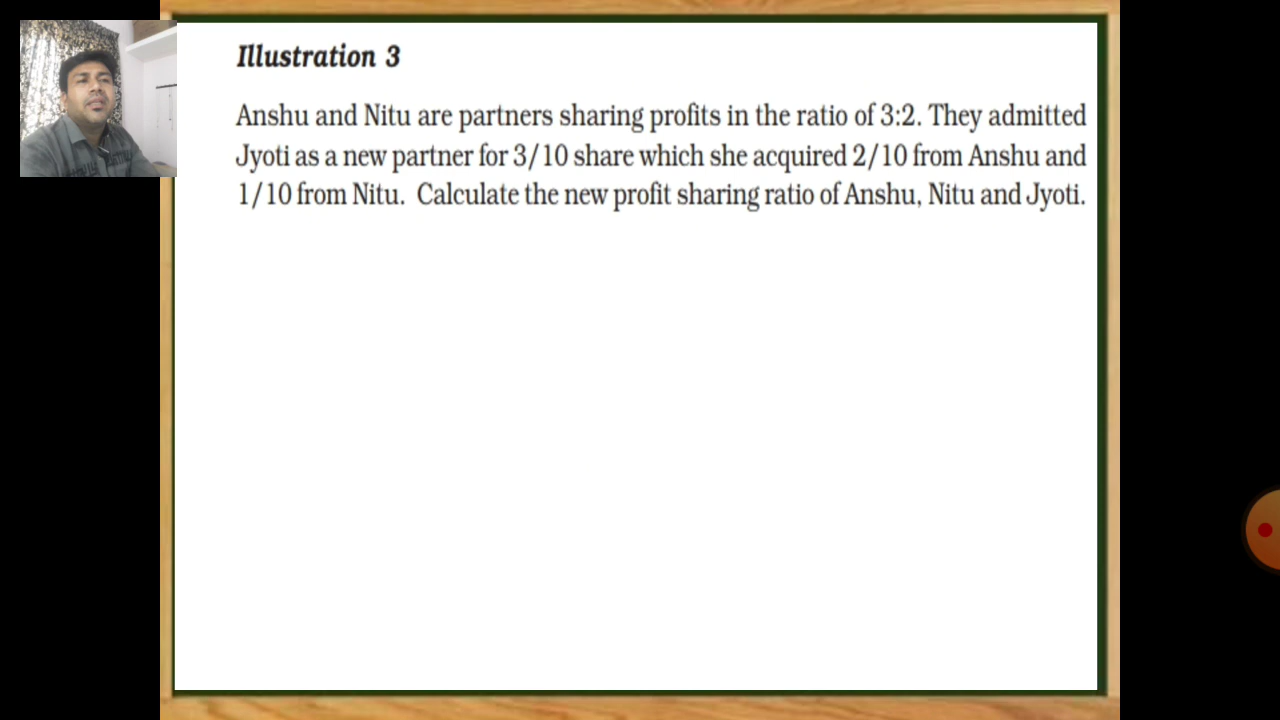 Illustration 3
Anshu and Nitu are partners sharing profits in the ratio of 3:2. They admitted
Jyoti as a new partner for 3/10 share which she acquired 2/10 from Anshu and
1/10 from Nitu. Calculate the new profit sharing ratio of Anshu, Nitu and Jyoti.